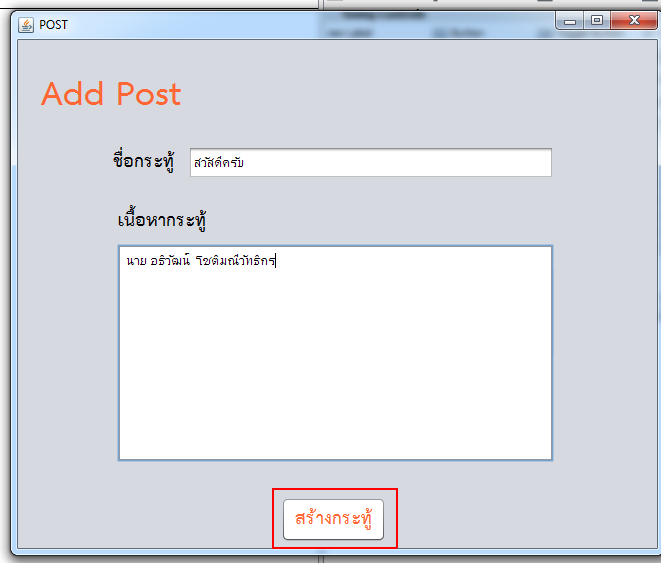 POST
Add Post
ชื่อกระทู้ สวัสดีครับ
เนื้อหากระทู้
นาย อธิวัฒน์ โชติมณีวัทธิกร
สร้างกระทู้